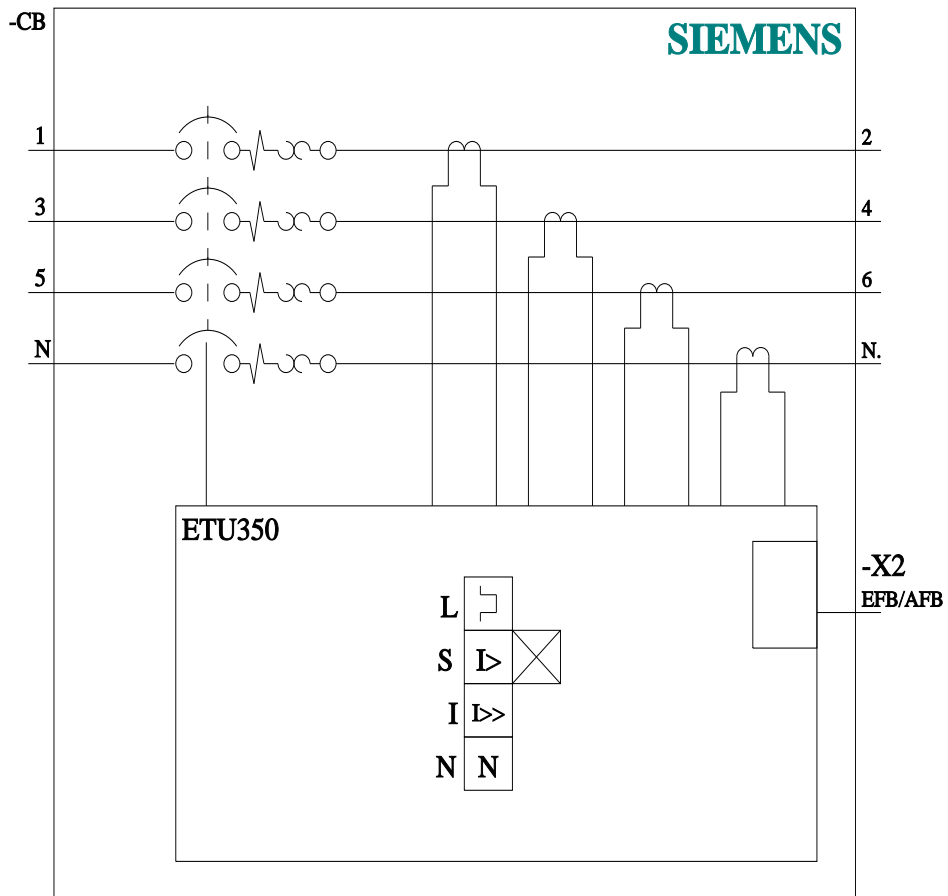 -CB
SIEMENS
1
2
3
4
5
6
N
N.
ETU350
-X2
EFB/AFB
L
S I>
I I>>
N N